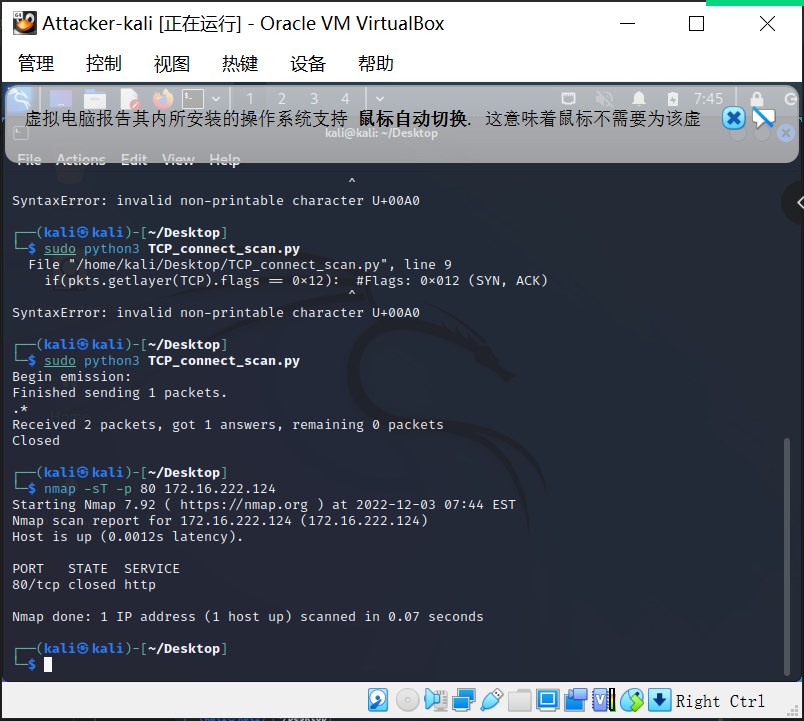 Attacker-kali [正在运行] - Oracle VM VirtualBox
管理 控制 视图 热键 设备 帮助
1 2 3 4 7:45
虚拟电脑报告其内所安装的操作系统支持 鼠标自动切换. 这意味着鼠标不需要为该虚
kali@kali: ~/Desktop
File Actions Edit View Help
^
SyntaxError: invalid non-printable character U+00A0
┌──(kali㉿kali)-[~/Desktop]
└─$ sudo python3 TCP_connect_scan.py
File "/home/kali/Desktop/TCP_connect_scan.py", line 9
if(pkts.getlayer(TCP).flags == 0×12): #Flags: 0×012 (SYN, ACK)
^
SyntaxError: invalid non-printable character U+00A0
┌──(kali㉿kali)-[~/Desktop]
└─$ sudo python3 TCP_connect_scan.py
Begin emission:
Finished sending 1 packets.
.*
Received 2 packets, got 1 answers, remaining 0 packets
Closed
┌──(kali㉿kali)-[~/Desktop]
└─$ nmap -sT -p 80 172.16.222.124
Starting Nmap 7.92 ( https://nmap.org ) at 2022-12-03 07:44 EST
Nmap scan report for 172.16.222.124 (172.16.222.124)
Host is up (0.0012s latency).
PORT STATE SERVICE
80/tcp closed http
Nmap done: 1 IP address (1 host up) scanned in 0.07 seconds
┌──(kali㉿kali)-[~/Desktop]
└─$
Right Ctrl